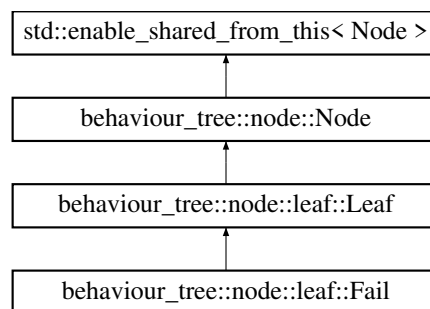 std::enable_shared_from_this< Node >
behaviour_tree::node::Node
behaviour_tree::node::leaf::Leaf
behaviour_tree::node::leaf::Fail